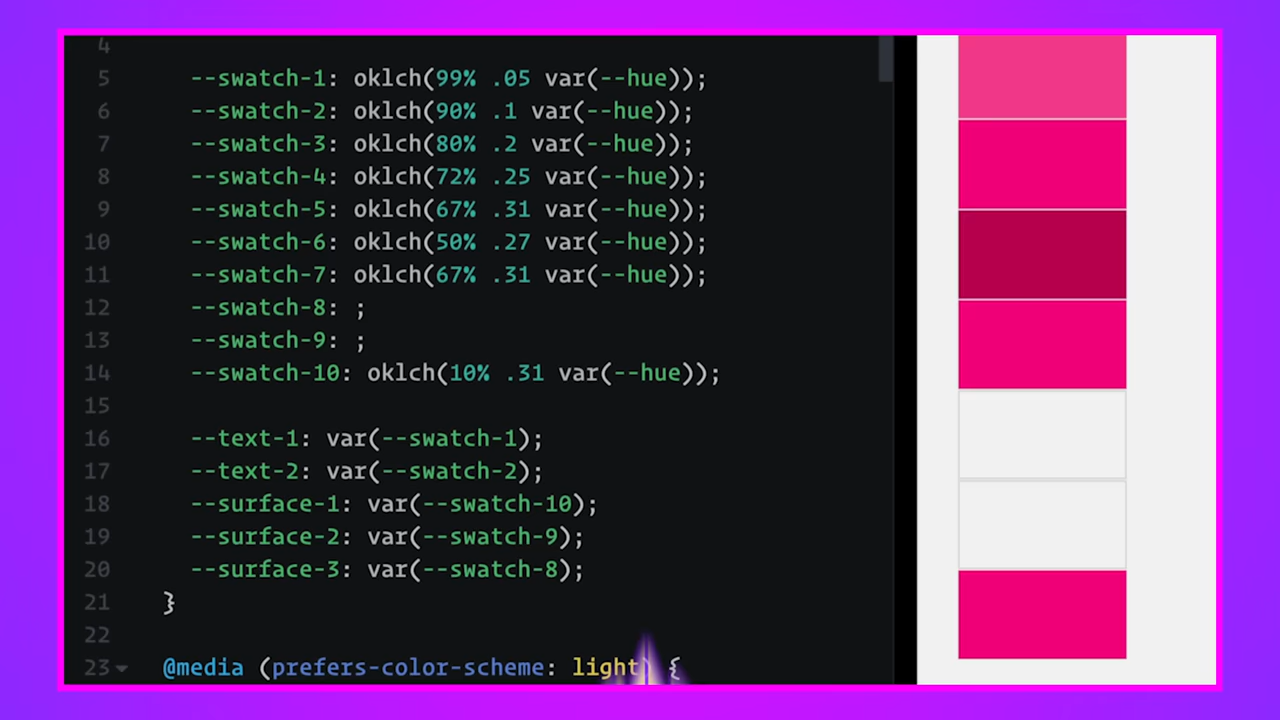 4
5 --swatch-1: oklch(99% .05 var(--hue));
6 --swatch-2: oklch(90% .1 var(--hue));
7 --swatch-3: oklch(80% .2 var(--hue));
8 --swatch-4: oklch(72% .25 var(--hue));
9 --swatch-5: oklch(67% .31 var(--hue));
10 --swatch-6: oklch(50% .27 var(--hue));
11 --swatch-7: oklch(67% .31 var(--hue));
12 --swatch-8: ;
13 --swatch-9: ;
14 --swatch-10: oklch(10% .31 var(--hue));
15
16 --text-1: var(--swatch-1);
17 --text-2: var(--swatch-2);
18 --surface-1: var(--swatch-10);
19 --surface-2: var(--swatch-9);
20 --surface-3: var(--swatch-8);
21 }
22
23 @media (prefers-color-scheme: light) {